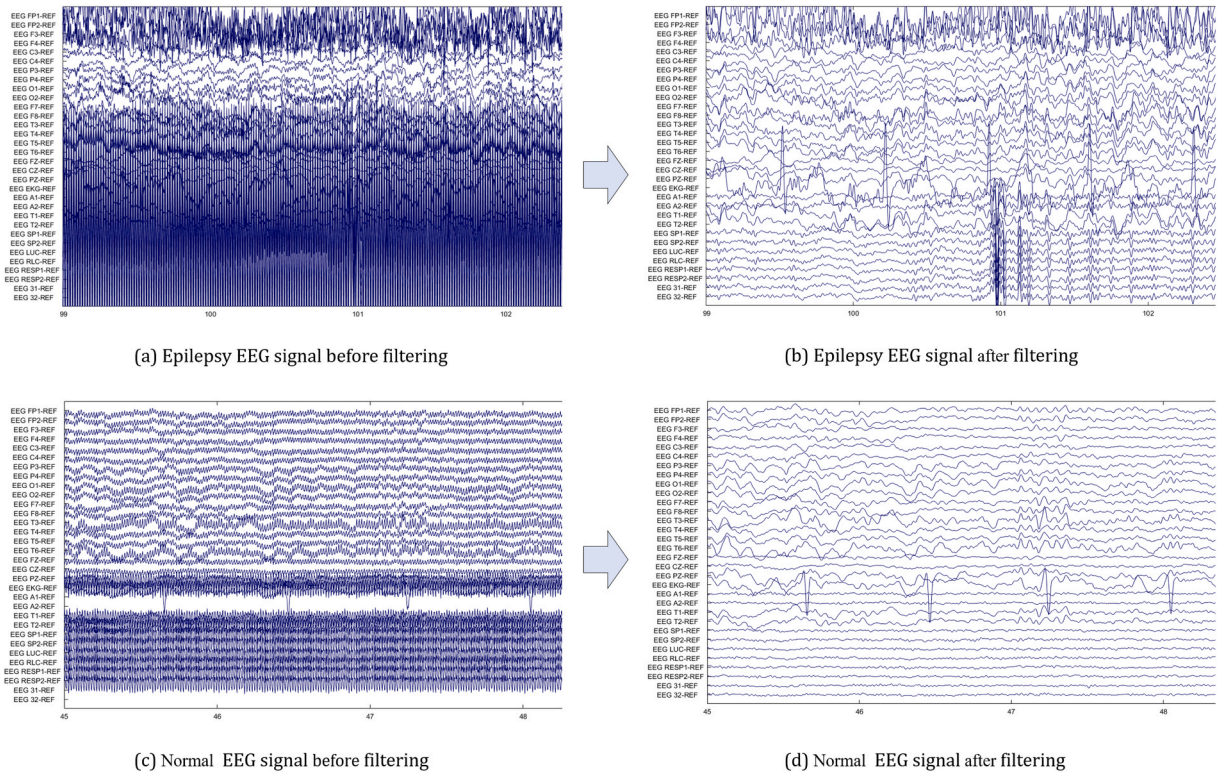 EEG FP1-REF
EEG FP2-REF
EEG F3-REF
EEG F4-REF
EEG C3-REF
EEG C4-REF
EEG P3-REF
EEG P4-REF
EEG O1-REF
EEG O2-REF
EEG F7-REF
EEG F8-REF
EEG T3-REF
EEG T4-REF
EEG T5-REF
EEG T6-REF
EEG FZ-REF
EEG CZ-REF
EEG PZ-REF
EEG EKG-REF
EEG A1-REF
EEG A2-REF
EEG T1-REF
EEG T2-REF
EEG SP1-REF
EEG SP2-REF
EEG LUC-REF
EEG RLC-REF
EEG RESP1-REF
EEG RESP2-REF
EEG 31-REF
EEG 32-REF
99 100 101 102
(a) Epilepsy EEG signal before filtering
EEG FP1-REF
EEG FP2-REF
EEG F3-REF
EEG F4-REF
EEG C3-REF
EEG C4-REF
EEG P3-REF
EEG P4-REF
EEG O1-REF
EEG O2-REF
EEG F7-REF
EEG F8-REF
EEG T3-REF
EEG T4-REF
EEG T5-REF
EEG T6-REF
EEG FZ-REF
EEG CZ-REF
EEG PZ-REF
EEG EKG-REF
EEG A1-REF
EEG A2-REF
EEG T1-REF
EEG T2-REF
EEG SP1-REF
EEG SP2-REF
EEG LUC-REF
EEG RLC-REF
EEG RESP1-REF
EEG RESP2-REF
EEG 31-REF
EEG 32-REF
99 100 101 102
(b) Epilepsy EEG signal after filtering
EEG FP1-REF
EEG FP2-REF
EEG F3-REF
EEG F4-REF
EEG C3-REF
EEG C4-REF
EEG P3-REF
EEG P4-REF
EEG O1-REF
EEG O2-REF
EEG F7-REF
EEG F8-REF
EEG T3-REF
EEG T4-REF
EEG T5-REF
EEG T6-REF
EEG FZ-REF
EEG CZ-REF
EEG PZ-REF
EEG EKG-REF
EEG A1-REF
EEG A2-REF
EEG T1-REF
EEG T2-REF
EEG SP1-REF
EEG SP2-REF
EEG LUC-REF
EEG RLC-REF
EEG RESP1-REF
EEG RESP2-REF
EEG 31-REF
EEG 32-REF
45 46 47 48
(c) Normal EEG signal before filtering
EEG FP1-REF
EEG FP2-REF
EEG F3-REF
EEG F4-REF
EEG C3-REF
EEG C4-REF
EEG P3-REF
EEG P4-REF
EEG O1-REF
EEG O2-REF
EEG F7-REF
EEG F8-REF
EEG T3-REF
EEG T4-REF
EEG T5-REF
EEG T6-REF
EEG FZ-REF
EEG CZ-REF
EEG PZ-REF
EEG EKG-REF
EEG A1-REF
EEG A2-REF
EEG T1-REF
EEG T2-REF
EEG SP1-REF
EEG SP2-REF
EEG LUC-REF
EEG RLC-REF
EEG RESP1-REF
EEG RESP2-REF
EEG 31-REF
EEG 32-REF
45 46 47 48
(d) Normal EEG signal after filtering